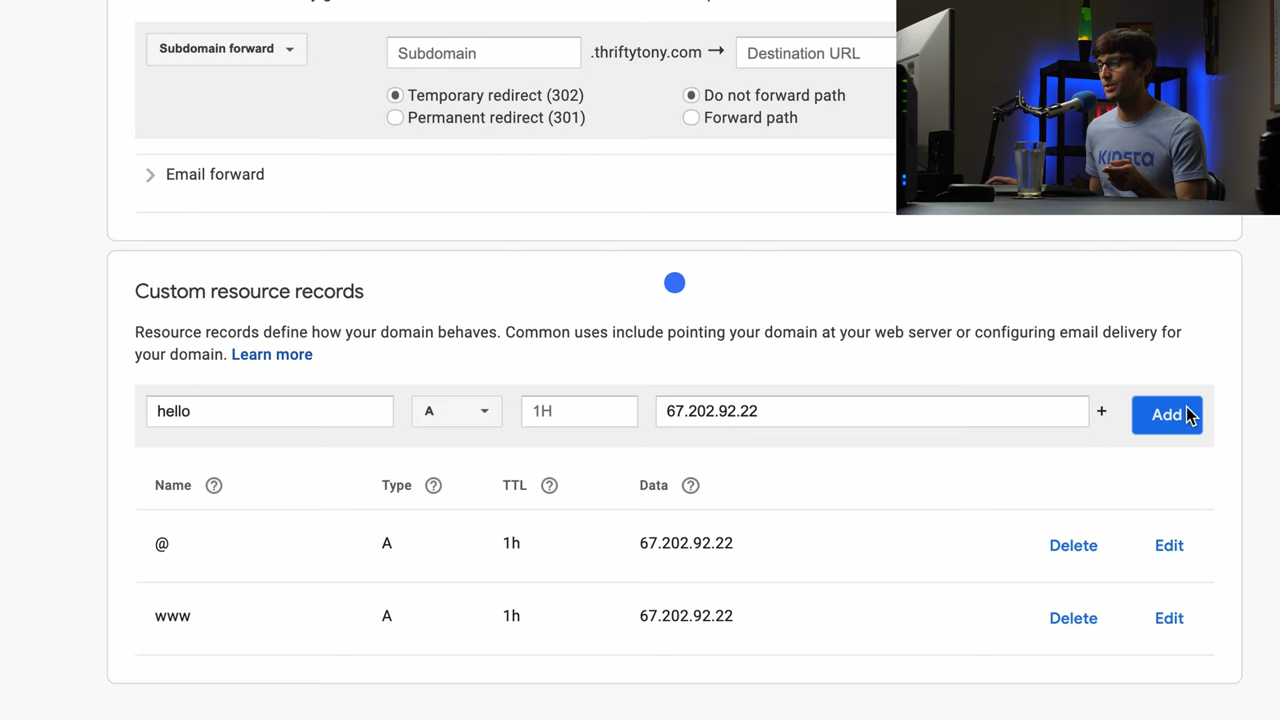 Subdomain forward
Subdomain
.thriftytony.com →
Destination URL
Temporary redirect (302)
Do not forward path
Permanent redirect (301)
Forward path
Email forward
KINSTA
Custom resource records
Resource records define how your domain behaves. Common uses include pointing your domain at your web server or configuring email delivery for
your domain. Learn more
hello
A
1H
67.202.92.22
+
Add
Name ?
Type ?
TTL ?
Data ?
@
A
1h
67.202.92.22
Delete
Edit
www
A
1h
67.202.92.22
Delete
Edit